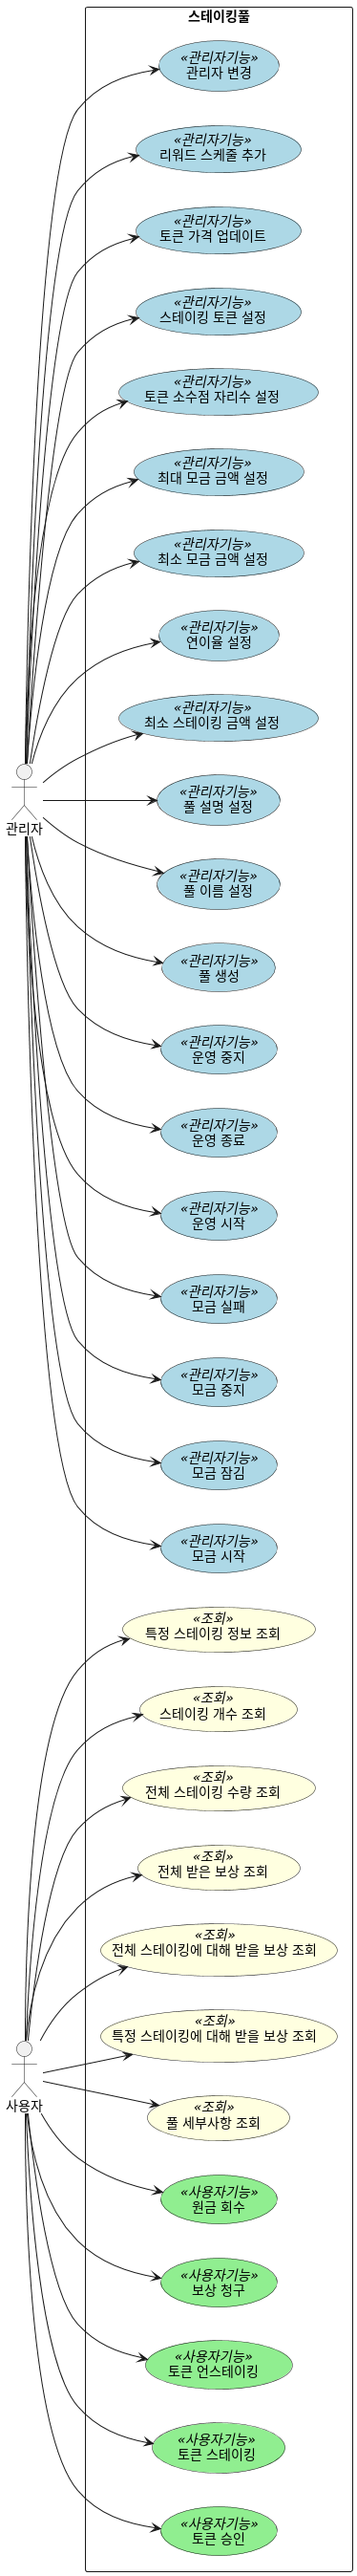 스테이킹풀
«관리자기능»
관리자 변경
«관리자기능»
리워드 스케줄 추가
«관리자기능»
토큰 가격 업데이트
«관리자기능»
스테이킹 토큰 설정
«관리자기능»
토큰 소수점 자리수 설정
«관리자기능»
최대 모금 금액 설정
«관리자기능»
최소 모금 금액 설정
«관리자기능»
연이율 설정
«관리자기능»
최소 스테이킹 금액 설정
«관리자기능»
풀 설명 설정
관리자
«관리자기능»
풀 이름 설정
«관리자기능»
풀 생성
«관리자기능»
운영 중지
«관리자기능»
운영 종료
«관리자기능»
운영 시작
«관리자기능»
모금 실패
«관리자기능»
모금 중지
«관리자기능»
모금 잠김
«관리자기능»
모금 시작
«조회»
특정 스테이킹 정보 조회
«조회»
스테이킹 개수 조회
«조회»
전체 스테이킹 수량 조회
«조회»
전체 받은 보상 조회
«조회»
전체 스테이킹에 대해 받을 보상 조회
«조회»
특정 스테이킹에 대해 받을 보상 조회
사용자
«조회»
풀 세부사항 조회
«사용자기능»
원금 회수
«사용자기능»
보상 청구
«사용자기능»
토큰 언스테이킹
«사용자기능»
토큰 스테이킹
«사용자기능»
토큰 승인